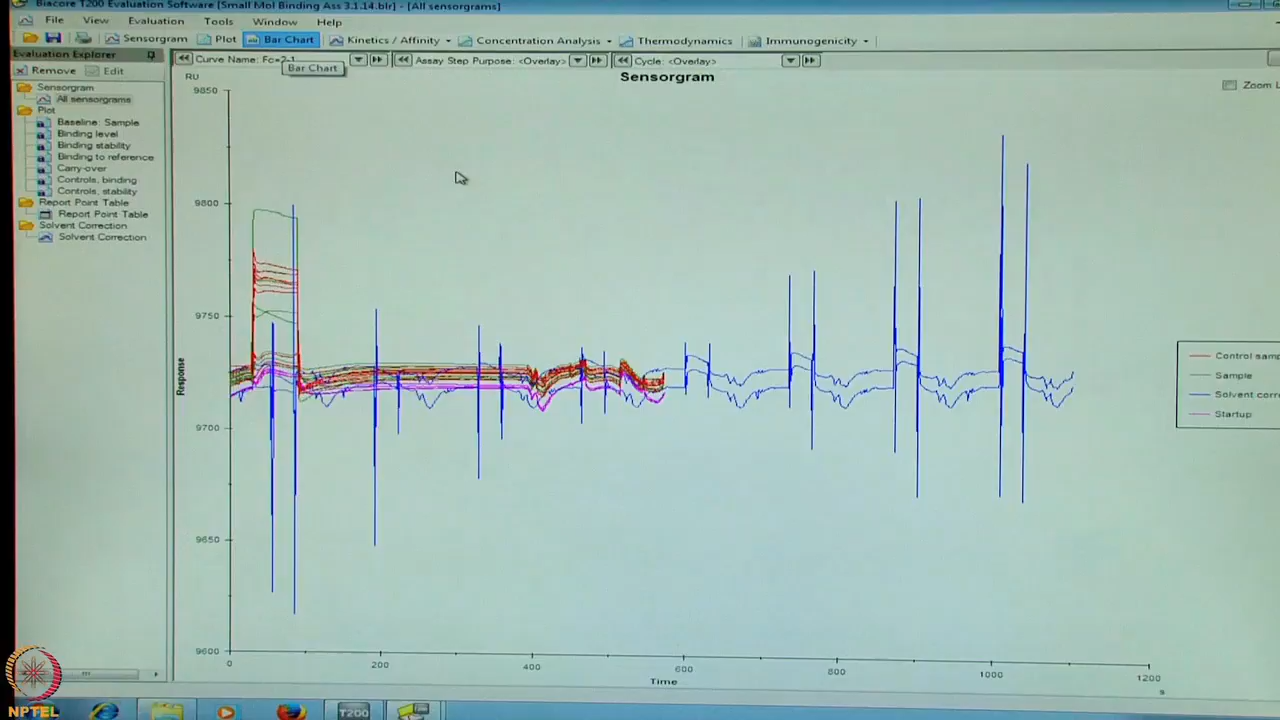 Biacore T200 Evaluation Software [Small Mol Binding Ass 3.1.14.blr] - [All sensorgrams]
File View Evaluation Tools Window Help
Sensorgram Plot Bar Chart Kinetics / Affinity Concentration Analysis Thermodynamics Immunogenicity
Evaluation Explorer
Curve Name: Fc=2-1 Assay Step Purpose: <Overlay> Cycle: <Overlay>
Bar Chart
Remove Edit
Sensorgram
All sensorgrams
Plot
Baseline: Sample
Binding level
Binding stability
Binding to reference
Carry-over
Controls, binding
Controls, stability
Report Point Table
Report Point Table
Solvent Correction
Solvent Correction
RU
Sensorgram
Zoom
9850
9800
9750
9700
9650
9600
Response
0 200 400 600 800 1000 1200
Time
s
Control
Sample
Solvent
Startup
T200
NPTEL